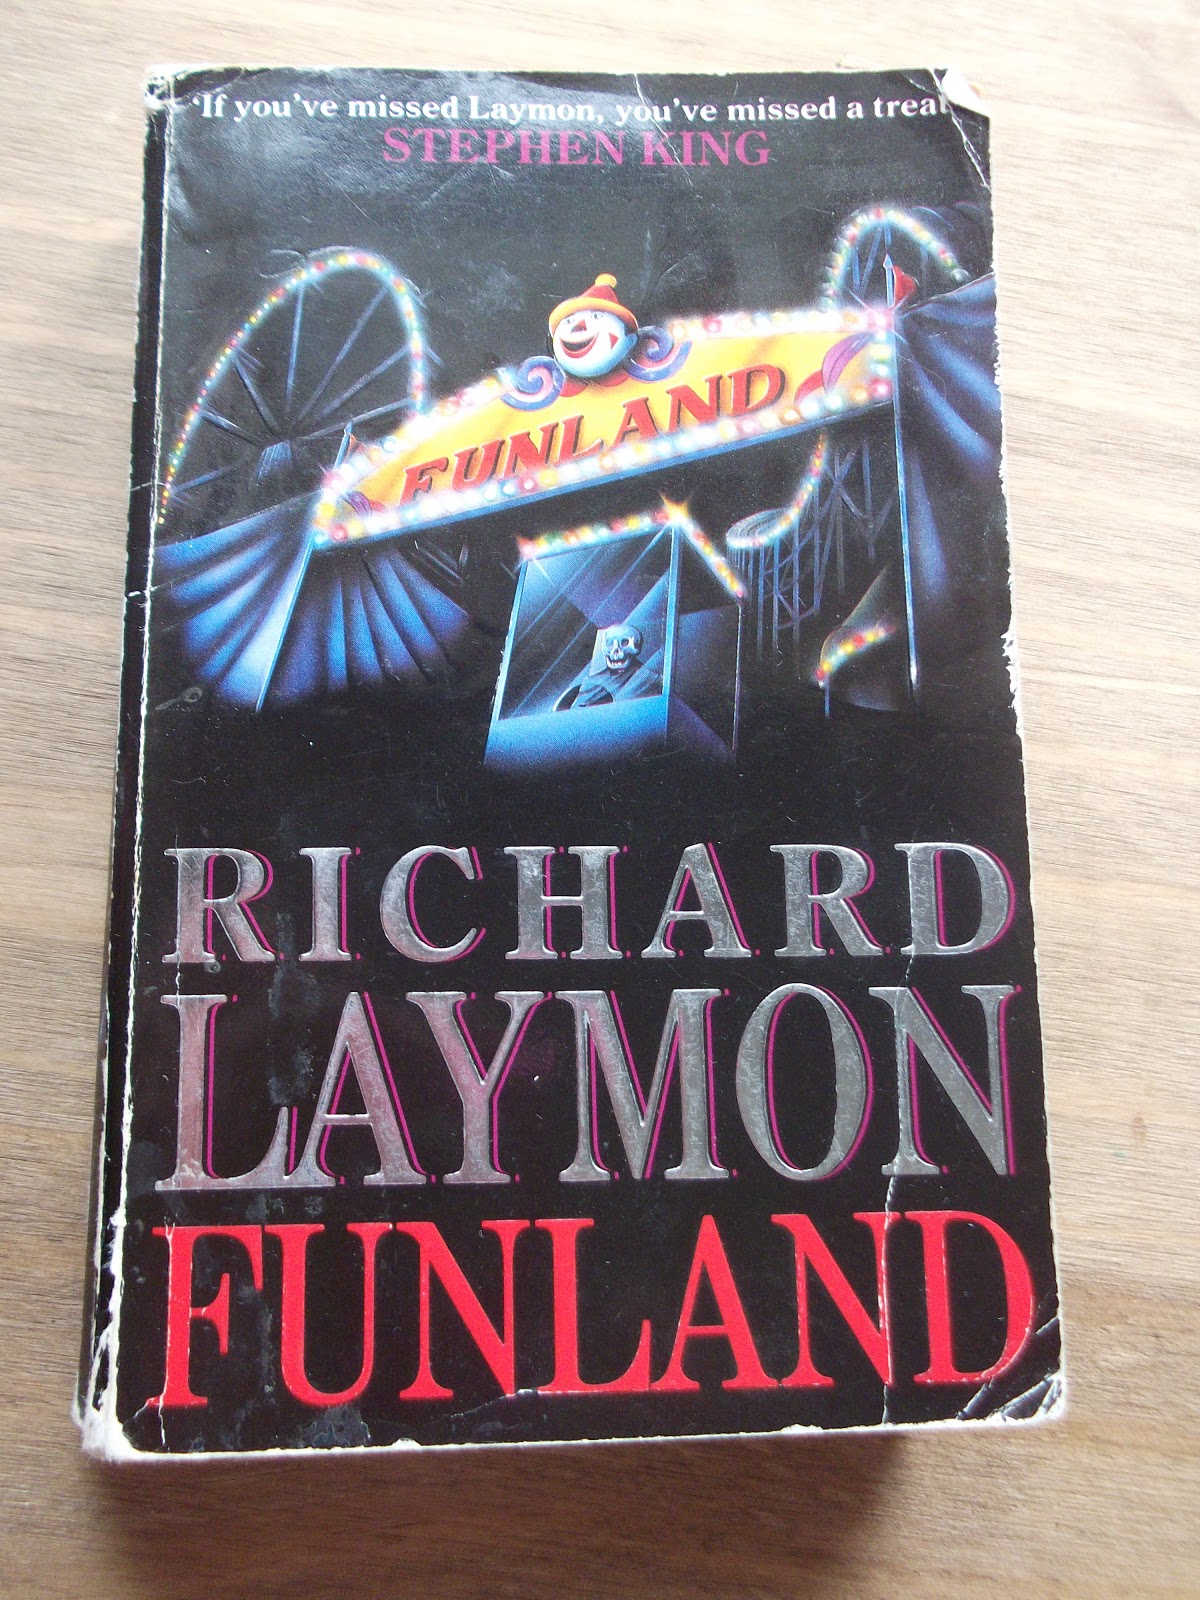 'If you've missed Laymon, you've missed a treat
STEPHEN KING
FUNLAND
RICHARD
LAYMON
FUNLAND